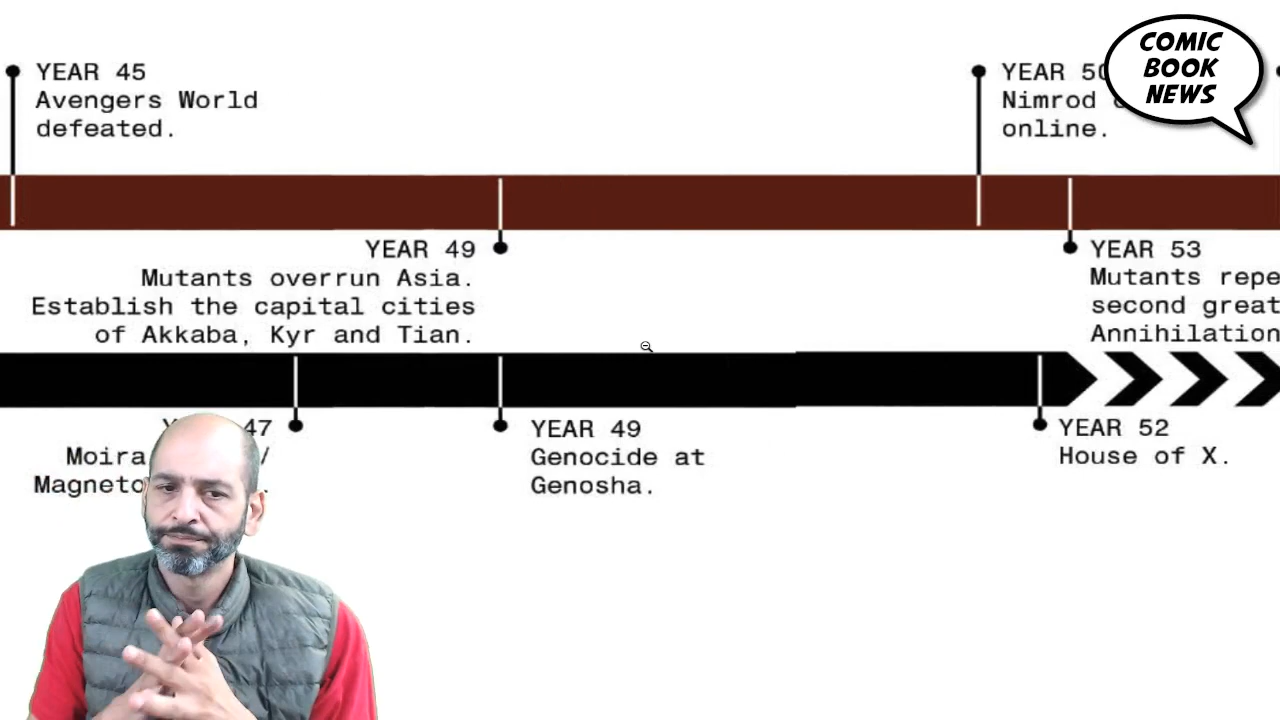 YEAR 45
Avengers World
defeated.
YEAR
Nimrod
online.
COMIC
BOOK
NEWS
YEAR 49
Mutants overrun Asia.
Establish the capital cities
of Akkaba, Kyr and Tian.
YEAR 53
Mutants
second great
Annihilation
47
Moira /
Magneto .
YEAR 49
Genocide at
Genosha.
YEAR 52
House of X.